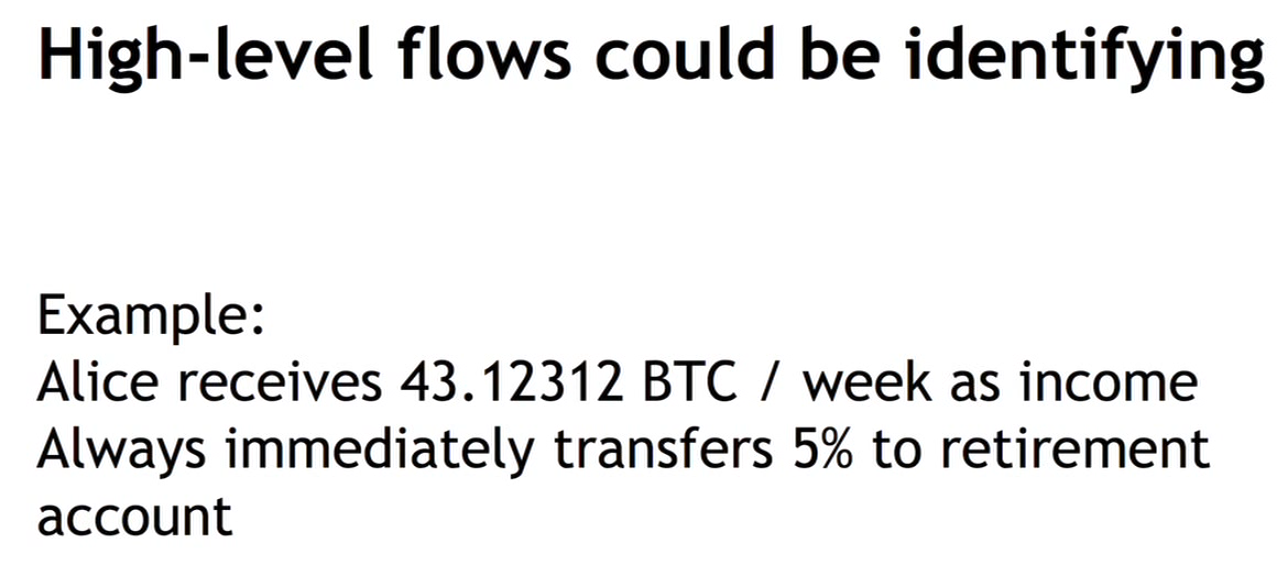 High-level flows could be identifying
Example:
Alice receives 43.12312 BTC / week as income
Always immediately transfers 5% to retirement
account